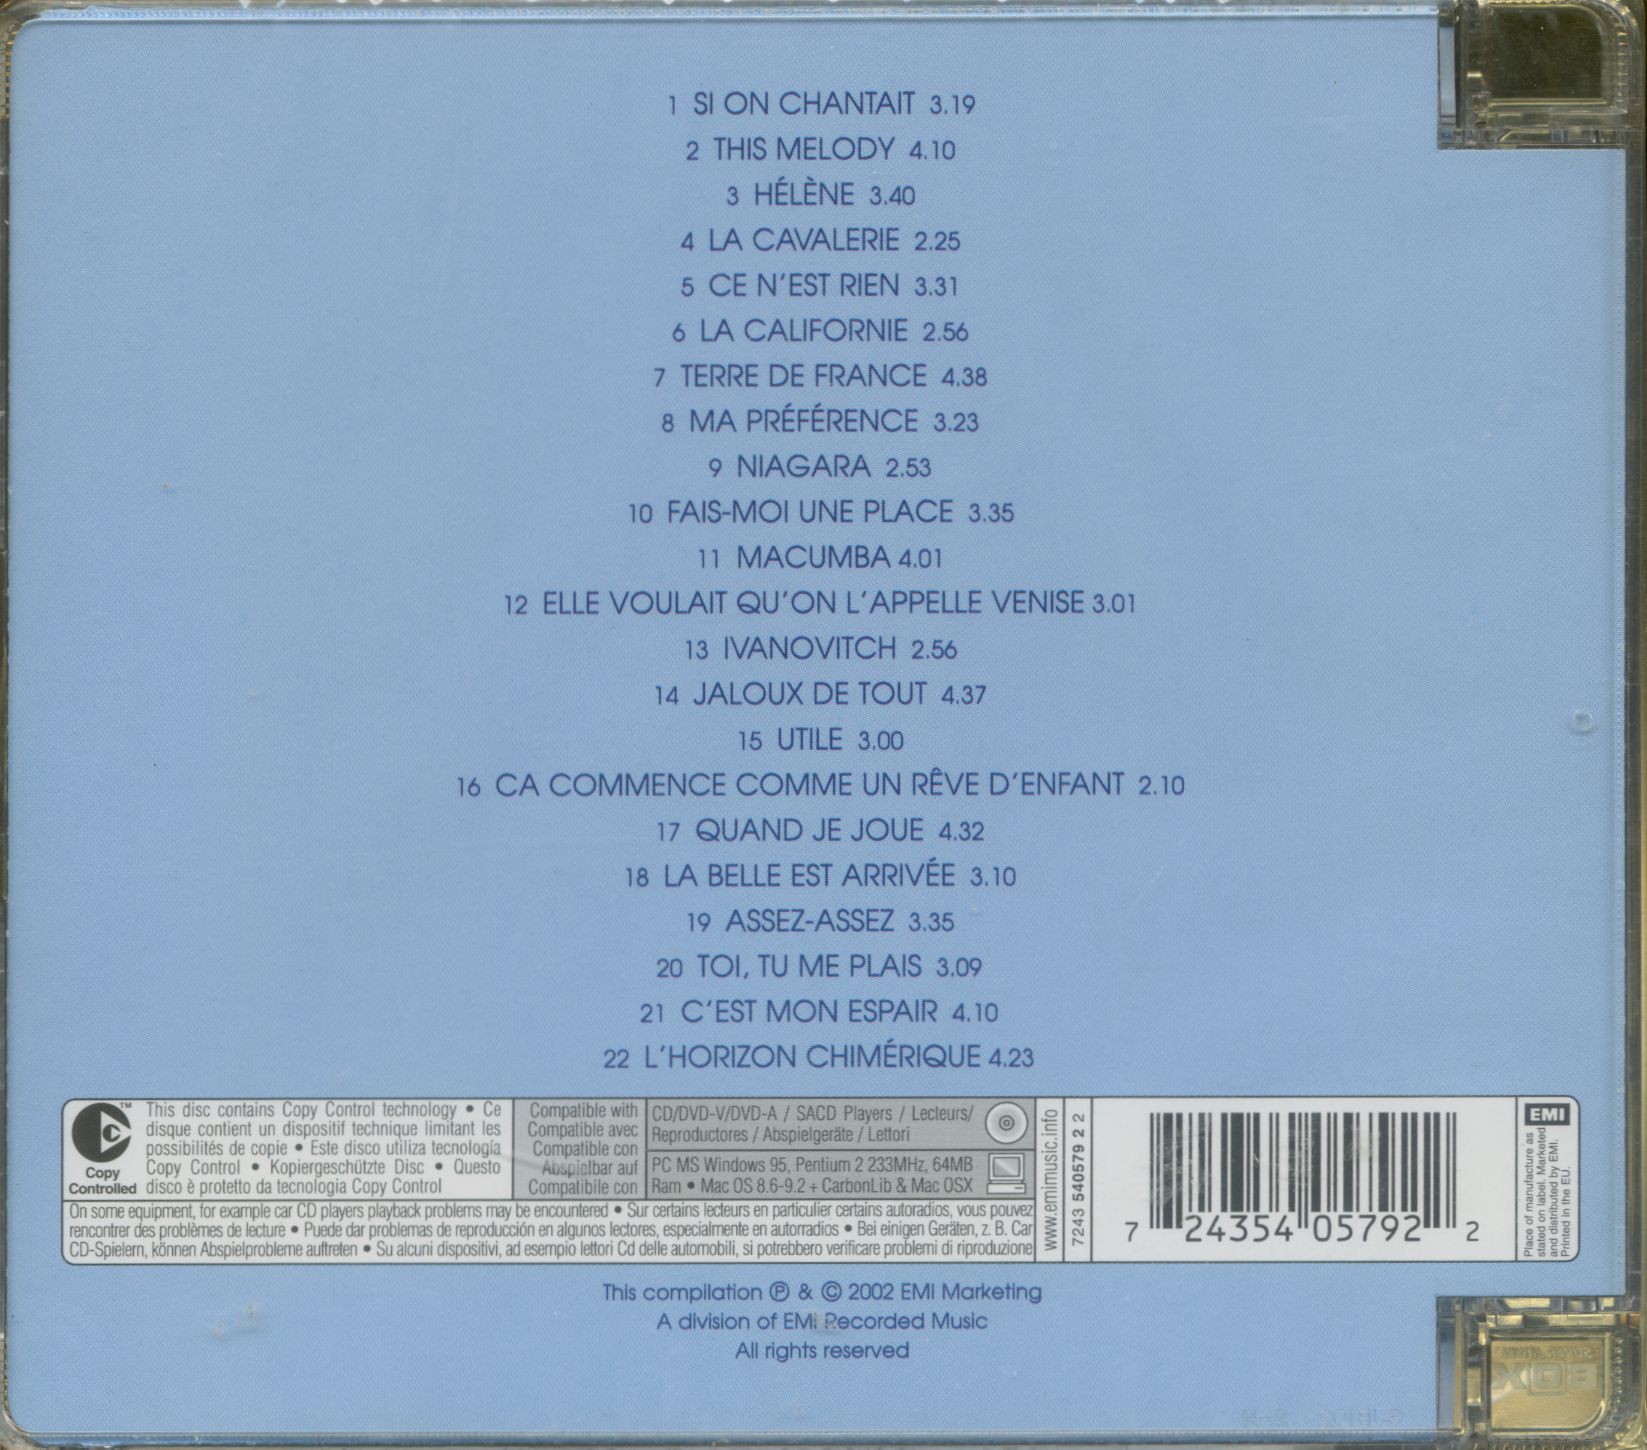 1 SI ON CHANTAIT 3.19
2 THIS MELODY 4.10
3 HÉLÈNE 3.40
4 LA CAVALERIE 2.25
5 CE N'EST RIEN 3.31
6 LA CALIFORNIE 2.56
7 TERRE DE FRANCE 4.38
8 MA PRÉFÉRENCE 3.23
9 NIAGARA 2.53
10 FAIS-MOI UNE PLACE 3.35
11 MACUMBA 4.01
12 ELLE VOULAIT QU'ON L'APPELLE VENISE 3.01
13 IVANOVITCH 2.56
14 JALOUX DE TOUT 4.37
15 UTILE 3.00
16 CA COMMENCE COMME UN RÊVE D'ENFANT 2.10
17 QUAND JE JOUE 4.32
18 LA BELLE EST ARRIVÉE 3.10
19 ASSEZ-ASSEZ 3.35
20 TOI, TU ME PLAIS 3.09
21 C'EST MON ESPAIR 4.10
22 L'HORIZON CHIMÉRIQUE 4.23
TM
Copy
Controlled
This disc contains Copy Control technology • Ce
disque contient un dispositif technique limitant les
possibilités de copie • Este disco utiliza tecnología
Copy Control • Kopiergeschützte Disc • Questo
disco è protetto da tecnologia Copy Control
Compatible with
Compatible avec
Compatible con
Abspielbar auf
Compatibile con
CD/DVD-V/DVD-A / SACD Players / Lecteurs/
Reproductores / Abspielgeräte / Lettori
PC MS Windows 95, Pentium 2 233MHz, 64MB
Ram • Mac OS 8.6-9.2 + CarbonLib & Mac OSX
On some equipment, for example car CD players playback problems may be encountered • Sur certains lecteurs en particulier certains autoradios, vous pouvez
rencontrer des problèmes de lecture • Puede dar problemas de reproducción en algunos lectores, especialmente en autorradios • Bei einigen Geräten, z. B. Car
CD-Spielern, können Abspielprobleme auftreten • Su alcuni dispositivi, ad esempio lettori Cd delle automobili, si potrebbero verificare problemi di riproduzione
www.emimusic.info
7243 540579 2 2
7 24354 05792 2
EMI
Place of manufacture as
stated on label. Marketed
and distributed by EMI.
Printed in the EU.
This compilation ℗ & © 2002 EMI Marketing
A division of EMI Recorded Music
All rights reserved
SUPER JEWEL
BOX